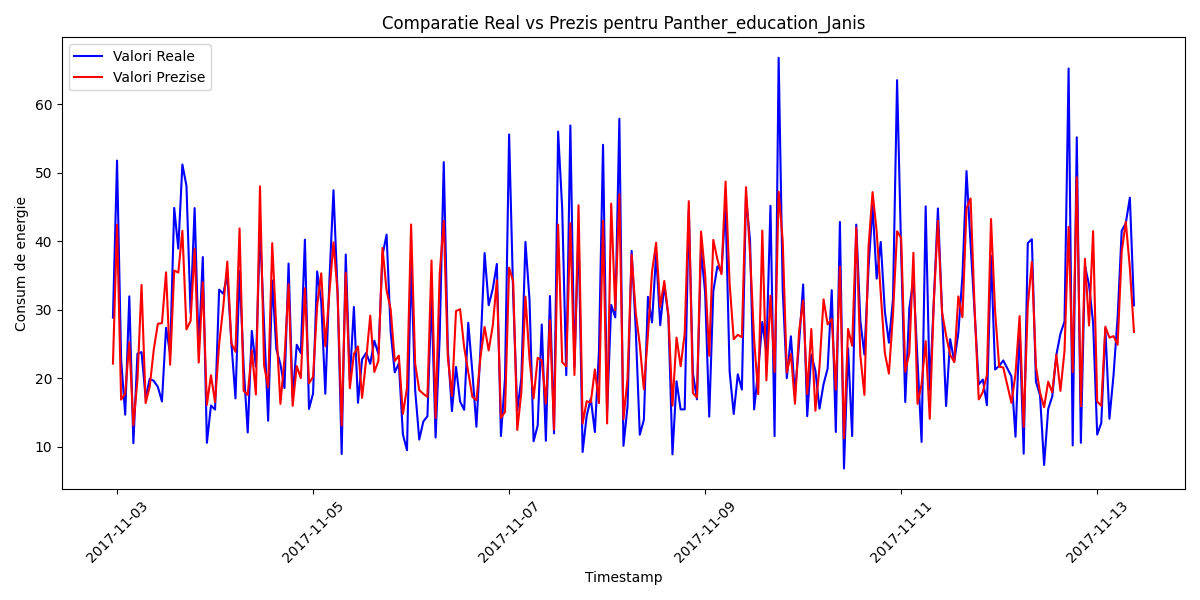 Comparatie Real vs Prezis pentru Panther_education_Janis
Valori Reale
Valori Prezise
Consum de energie
60
50
40
30
20
10
2017-11-03
2017-11-05
2017-11-07
2017-11-09
2017-11-11
2017-11-13
Timestamp